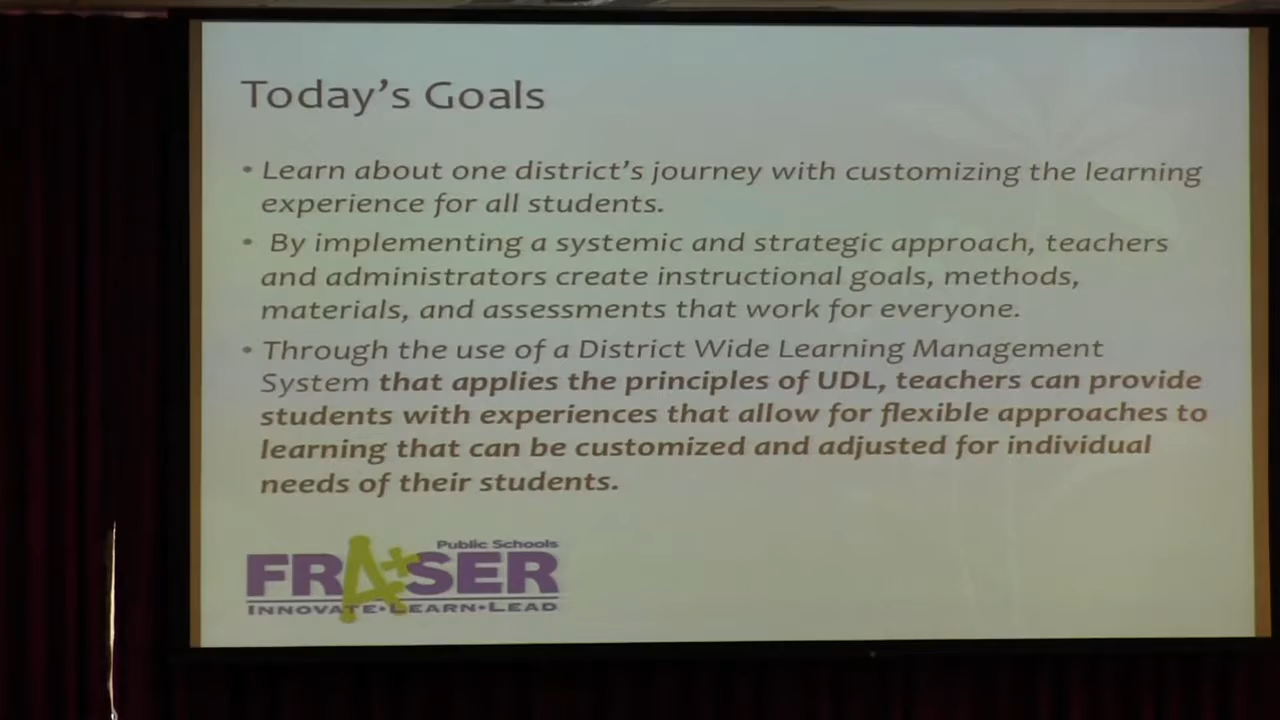 Today's Goals
• Learn about one district's journey with customizing the learning
experience for all students.
• By implementing a systemic and strategic approach, teachers
and administrators create instructional goals, methods,
materials, and assessments that work for everyone.
• Through the use of a District Wide Learning Management
System that applies the principles of UDL, teachers can provide
students with experiences that allow for flexible approaches to
learning that can be customized and adjusted for individual
needs of their students.
Public Schools
FRA+SER
INNOVATE•LEARN•LEAD